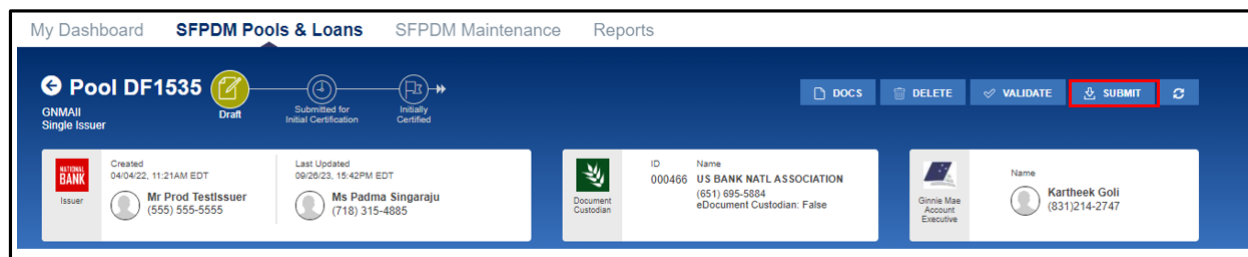 My Dashboard SFPDM Pools & Loans SFPDM Maintenance Reports
Pool DF1535
GNMAII
Single Issuer
Draft
Submitted for
Initial Certification
Initially
Certified
DOCS DELETE VALIDATE SUBMIT
NATIONAL
BANK
Issuer
Created
04/04/22, 11:21AM EDT
Mr Prod TestIssuer
(555) 555-5555
Last Updated
09/26/23, 15:42PM EDT
Ms Padma Singaraju
(718) 315-4885
Document
Custodian
ID Name
000466 US BANK NATL ASSOCIATION
(651) 695-5884
eDocument Custodian: False
Ginnie Mae
Account
Executive
Name
Kartheek Goli
(831)214-2747